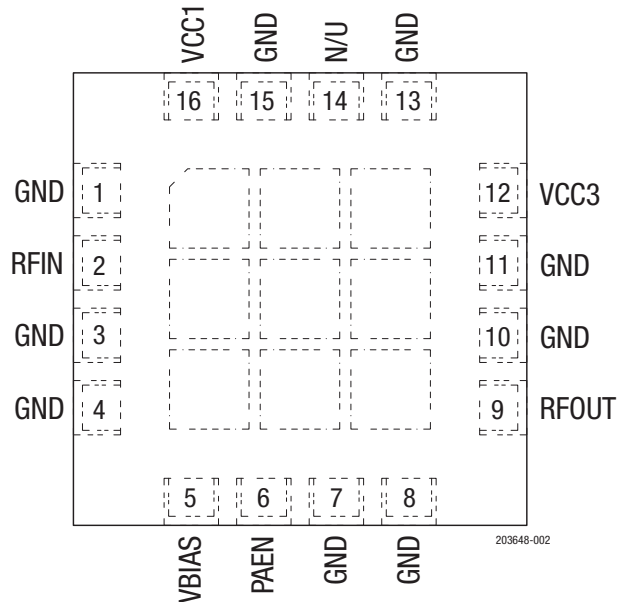 VCC1
GND
N/U
GND
16
15
14
13
GND 1
12 VCC3
RFIN 2
11 GND
GND 3
10 GND
GND 4
9 RFOUT
5
6
7
8
VBIAS
PAEN
GND
GND
203648-002